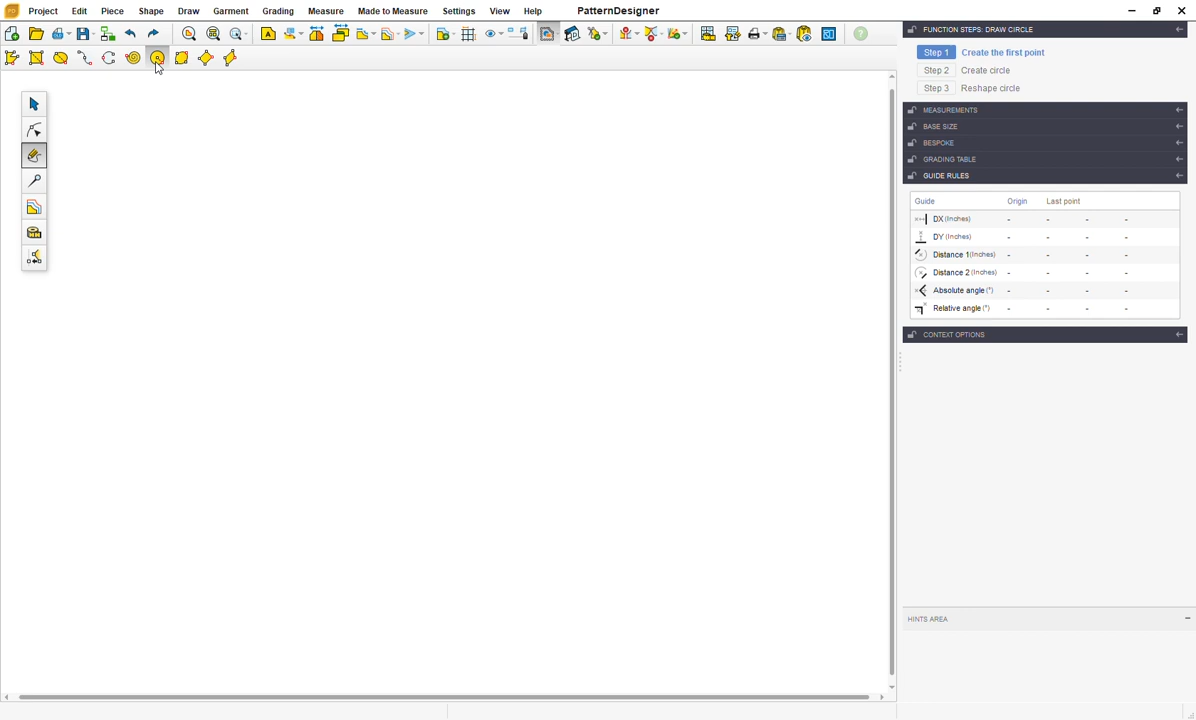 PD Project Edit Piece Shape Draw Garment Grading Measure Made to Measure Settings View Help PatternDesigner
FUNCTION STEPS: DRAW CIRCLE
Step 1 Create the first point
Step 2 Create circle
Step 3 Reshape circle
MEASUREMENTS
BASE SIZE
BESPOKE
GRADING TABLE
GUIDE RULES
Guide Origin Last point
DX (Inches) - - - -
DY (Inches) - - - -
Distance 1(Inches) - - - -
Distance 2 (Inches) - - - -
Absolute angle (°) - - - -
Relative angle (°) - - - -
CONTEXT OPTIONS
HINTS AREA